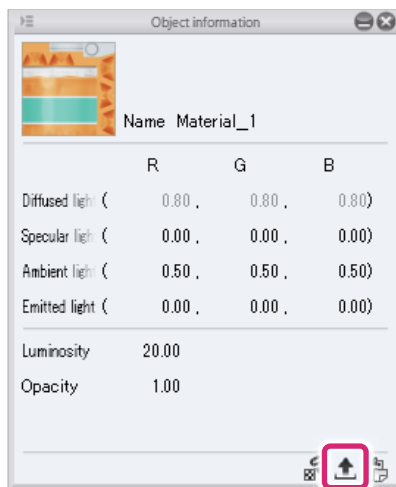 Object information
Name Material_1
R G B
Diffused light ( 0.80 , 0.80 , 0.80)
Specular ligh ( 0.00 , 0.00 , 0.00)
Ambient light ( 0.50 , 0.50 , 0.50)
Emitted light ( 0.00 , 0.00 , 0.00)
Luminosity 20.00
Opacity 1.00